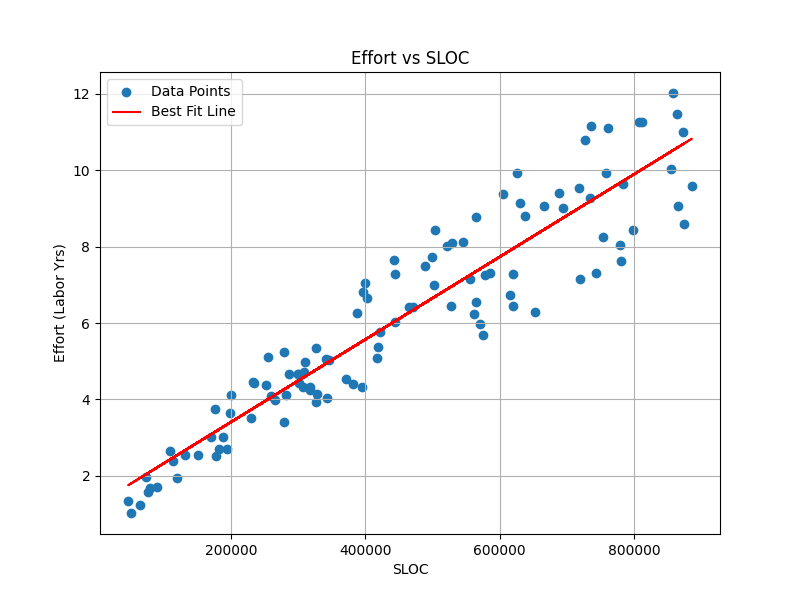 Effort vs SLOC
Data Points
Best Fit Line
12
10
8
6
4
2
Effort (Labor Yrs)
200000 400000 600000 800000
SLOC